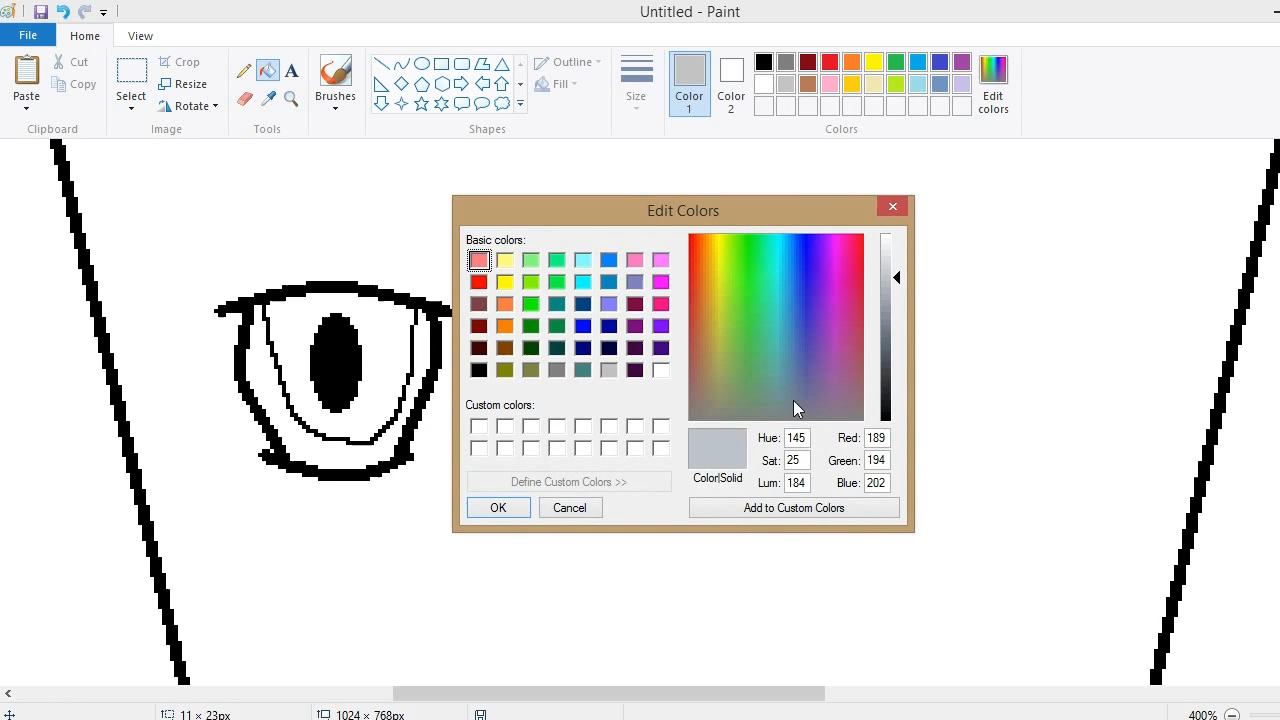 Untitled - Paint
File Home View
Paste
Cut
Copy
Clipboard
Select
Crop
Resize
Rotate
Image
A
Tools
Brushes
Shapes
Outline
Fill
Size
Color 1
Color 2
Edit colors
Colors
Edit Colors
Basic colors:
Custom colors:
Define Custom Colors >>
OK Cancel
Color|Solid
Hue: 145 Red: 189
Sat: 25 Green: 194
Lum: 184 Blue: 202
Add to Custom Colors
11 × 23px 1024 × 768px 400%